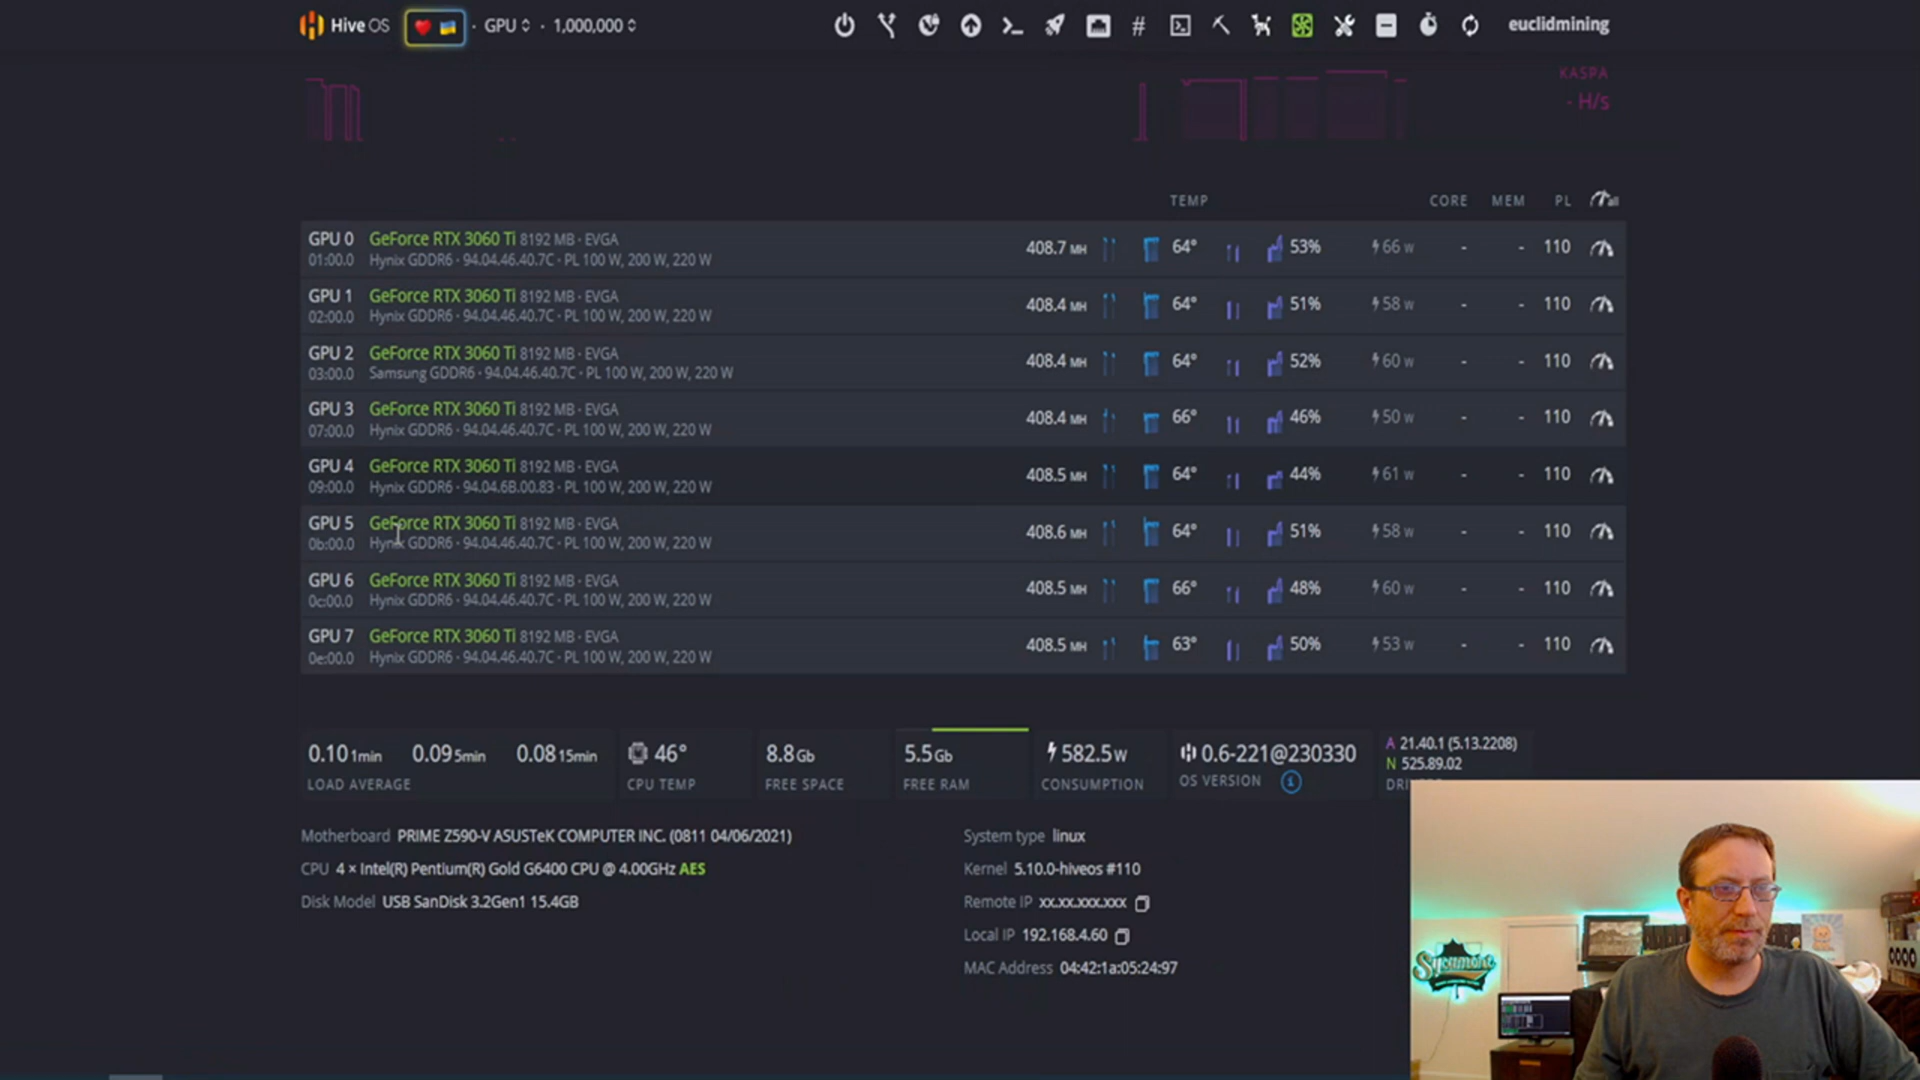 Hive OS · GPU · 1,000,000 # euclidmining
KASPA
- H/s
TEMP CORE MEM PL all
GPU 0 GeForce RTX 3060 Ti 8192 MB · EVGA 408.7 MH 64° 53% 66 W - - 110
01:00.0 Hynix GDDR6 · 94.04.46.40.7C · PL 100 W, 200 W, 220 W
GPU 1 GeForce RTX 3060 Ti 8192 MB · EVGA 408.4 MH 64° 51% 58 W - - 110
02:00.0 Hynix GDDR6 · 94.04.46.40.7C · PL 100 W, 200 W, 220 W
GPU 2 GeForce RTX 3060 Ti 8192 MB · EVGA 408.4 MH 64° 52% 60 W - - 110
03:00.0 Samsung GDDR6 · 94.04.46.40.7C · PL 100 W, 200 W, 220 W
GPU 3 GeForce RTX 3060 Ti 8192 MB · EVGA 408.4 MH 66° 46% 50 W - - 110
07:00.0 Hynix GDDR6 · 94.04.46.40.7C · PL 100 W, 200 W, 220 W
GPU 4 GeForce RTX 3060 Ti 8192 MB · EVGA 408.5 MH 64° 44% 61 W - - 110
09:00.0 Hynix GDDR6 · 94.04.6B.00.83 · PL 100 W, 200 W, 220 W
GPU 5 GeForce RTX 3060 Ti 8192 MB · EVGA 408.6 MH 64° 51% 58 W - - 110
0b:00.0 Hynix GDDR6 · 94.04.46.40.7C · PL 100 W, 200 W, 220 W
GPU 6 GeForce RTX 3060 Ti 8192 MB · EVGA 408.5 MH 66° 48% 60 W - - 110
0c:00.0 Hynix GDDR6 · 94.04.46.40.7C · PL 100 W, 200 W, 220 W
GPU 7 GeForce RTX 3060 Ti 8192 MB · EVGA 408.5 MH 63° 50% 53 W - - 110
0e:00.0 Hynix GDDR6 · 94.04.46.40.7C · PL 100 W, 200 W, 220 W
0.10 1min 0.09 5min 0.08 15min 46° 8.8 Gb 5.5 Gb 582.5 W 0.6-221@230330 A 21.40.1 (5.13.2208)
N 525.89.02
LOAD AVERAGE CPU TEMP FREE SPACE FREE RAM CONSUMPTION OS VERSION
Motherboard PRIME Z590-V ASUSTeK COMPUTER INC. (0811 04/06/2021)
CPU 4 × Intel(R) Pentium(R) Gold G6400 CPU @ 4.00GHz AES
Disk Model USB SanDisk 3.2Gen1 15.4GB
System type linux
Kernel 5.10.0-hiveos #110
Remote IP xx.xx.xxx.xxx
Local IP 192.168.4.60
MAC Address 04:42:1a:05:24:97
Sycamore